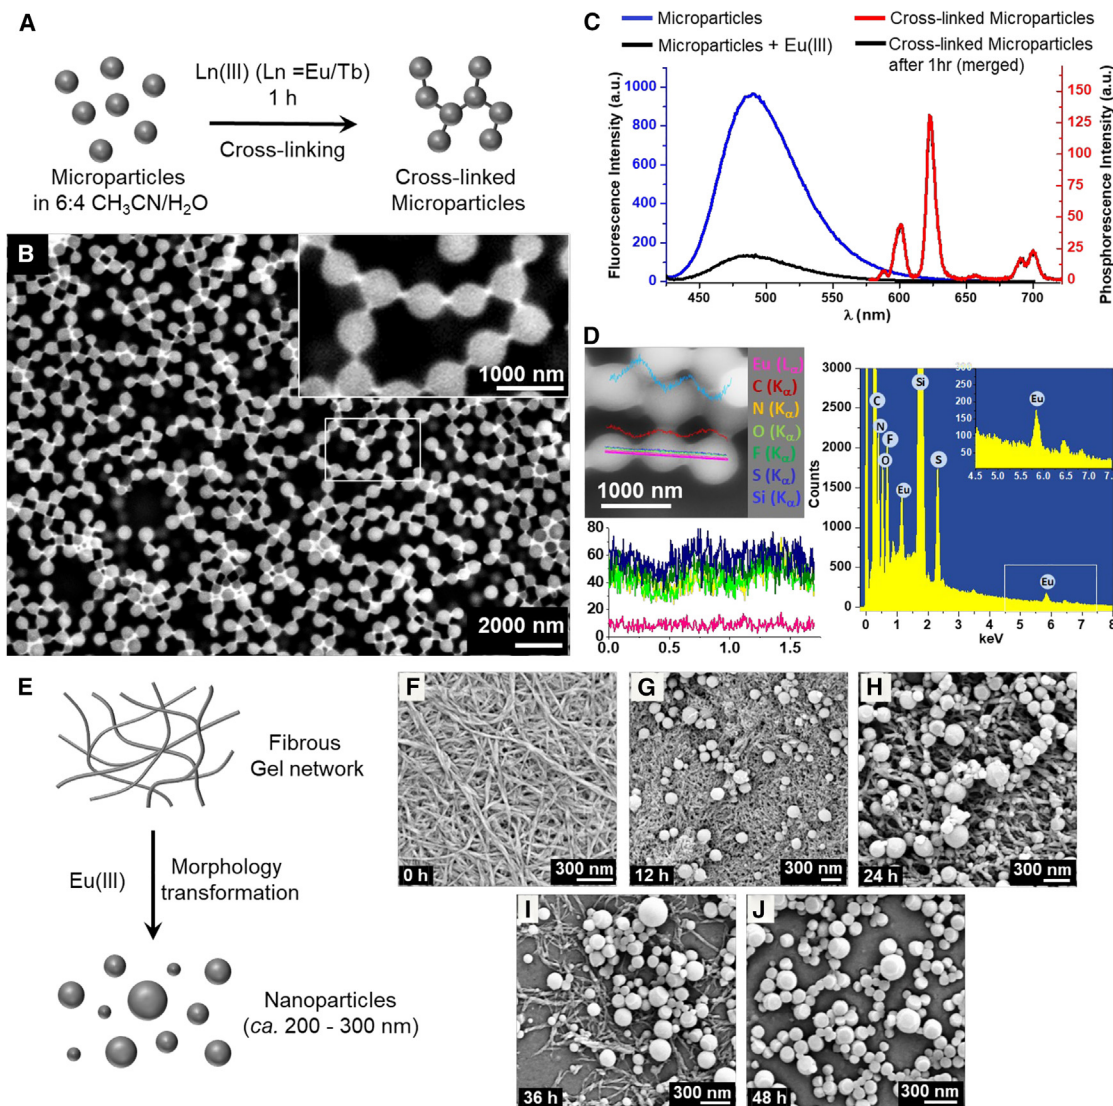 A
Ln(III) (Ln =Eu/Tb)
1 h
Cross-linking
Microparticles
in 6:4 CH₃CN/H₂O
Cross-linked
Microparticles
B
1000 nm
2000 nm
C
Microparticles
Cross-linked Microparticles
Microparticles + Eu(III)
Cross-linked Microparticles
after 1hr (merged)
Fluorescence Intensity (a.u.)
1000
800
600
400
200
0
450 500 550 600 650 700
λ (nm)
150
125
100
75
50
25
0
Phosphorescence Intensity (a.u.)
D
Eu (Lα)
C (Kα)
N (Kα)
O (Kα)
F (Kα)
S (Kα)
Si (Kα)
1000 nm
80
60
40
20
0
0.0 0.5 1.0 1.5
Counts
3000
2500
2000
1500
1000
500
0
C
N
F
O
Eu
Si
S
Eu
0 1 2 3 4 5 6 7 8
keV
300
250
200
150
100
50
Eu
4.5 5.0 5.5 6.0 6.5 7.0 7.
E
Fibrous
Gel network
Eu(III)
Morphology
transformation
Nanoparticles
(ca. 200 - 300 nm)
F
0 h
300 nm
G
12 h
300 nm
H
24 h
300 nm
I
36 h
300 nm
J
48 h
300 nm